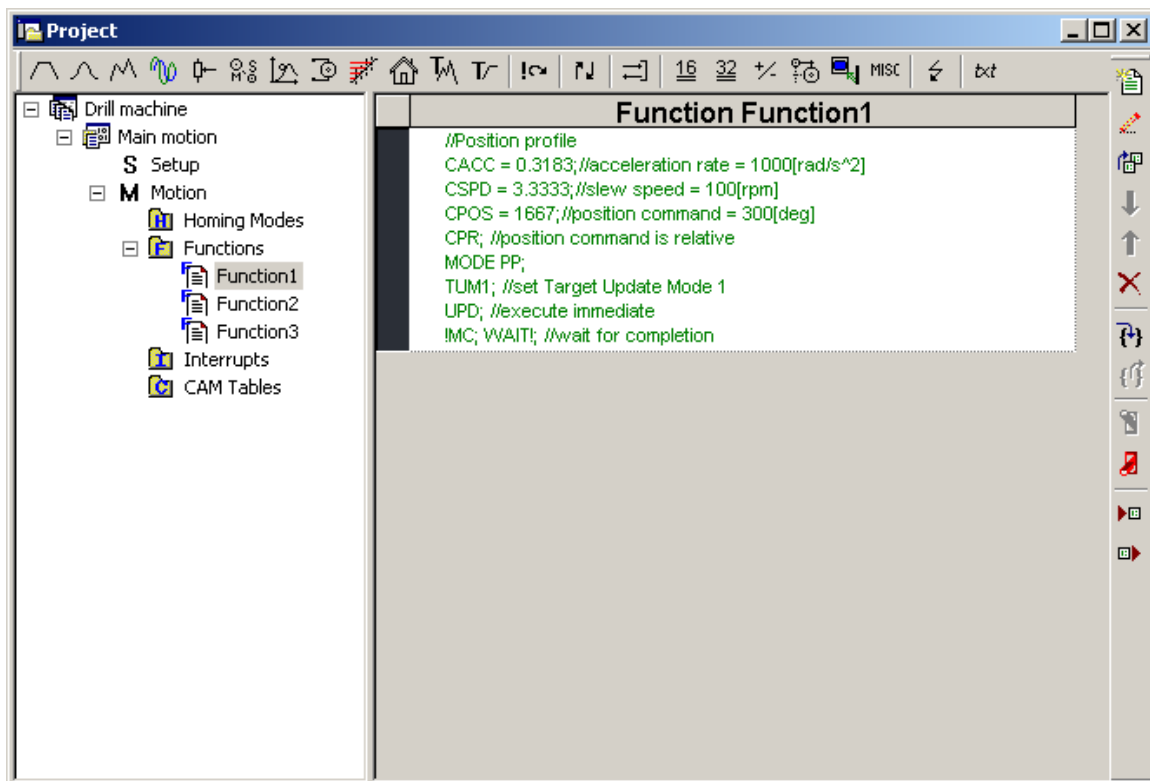 Project
16 32 +/- MISC txt
Drill machine
Main motion
S Setup
M Motion
H Homing Modes
F Functions
Function1
Function2
Function3
I Interrupts
C CAM Tables
Function Function1
//Position profile
CACC = 0.3183;//acceleration rate = 1000[rad/s^2]
CSPD = 3.3333;//slew speed = 100[rpm]
CPOS = 1667;//position command = 300[deg]
CPR; //position command is relative
MODE PP;
TUM1; //set Target Update Mode 1
UPD; //execute immediate
!MC; WAIT!; //wait for completion